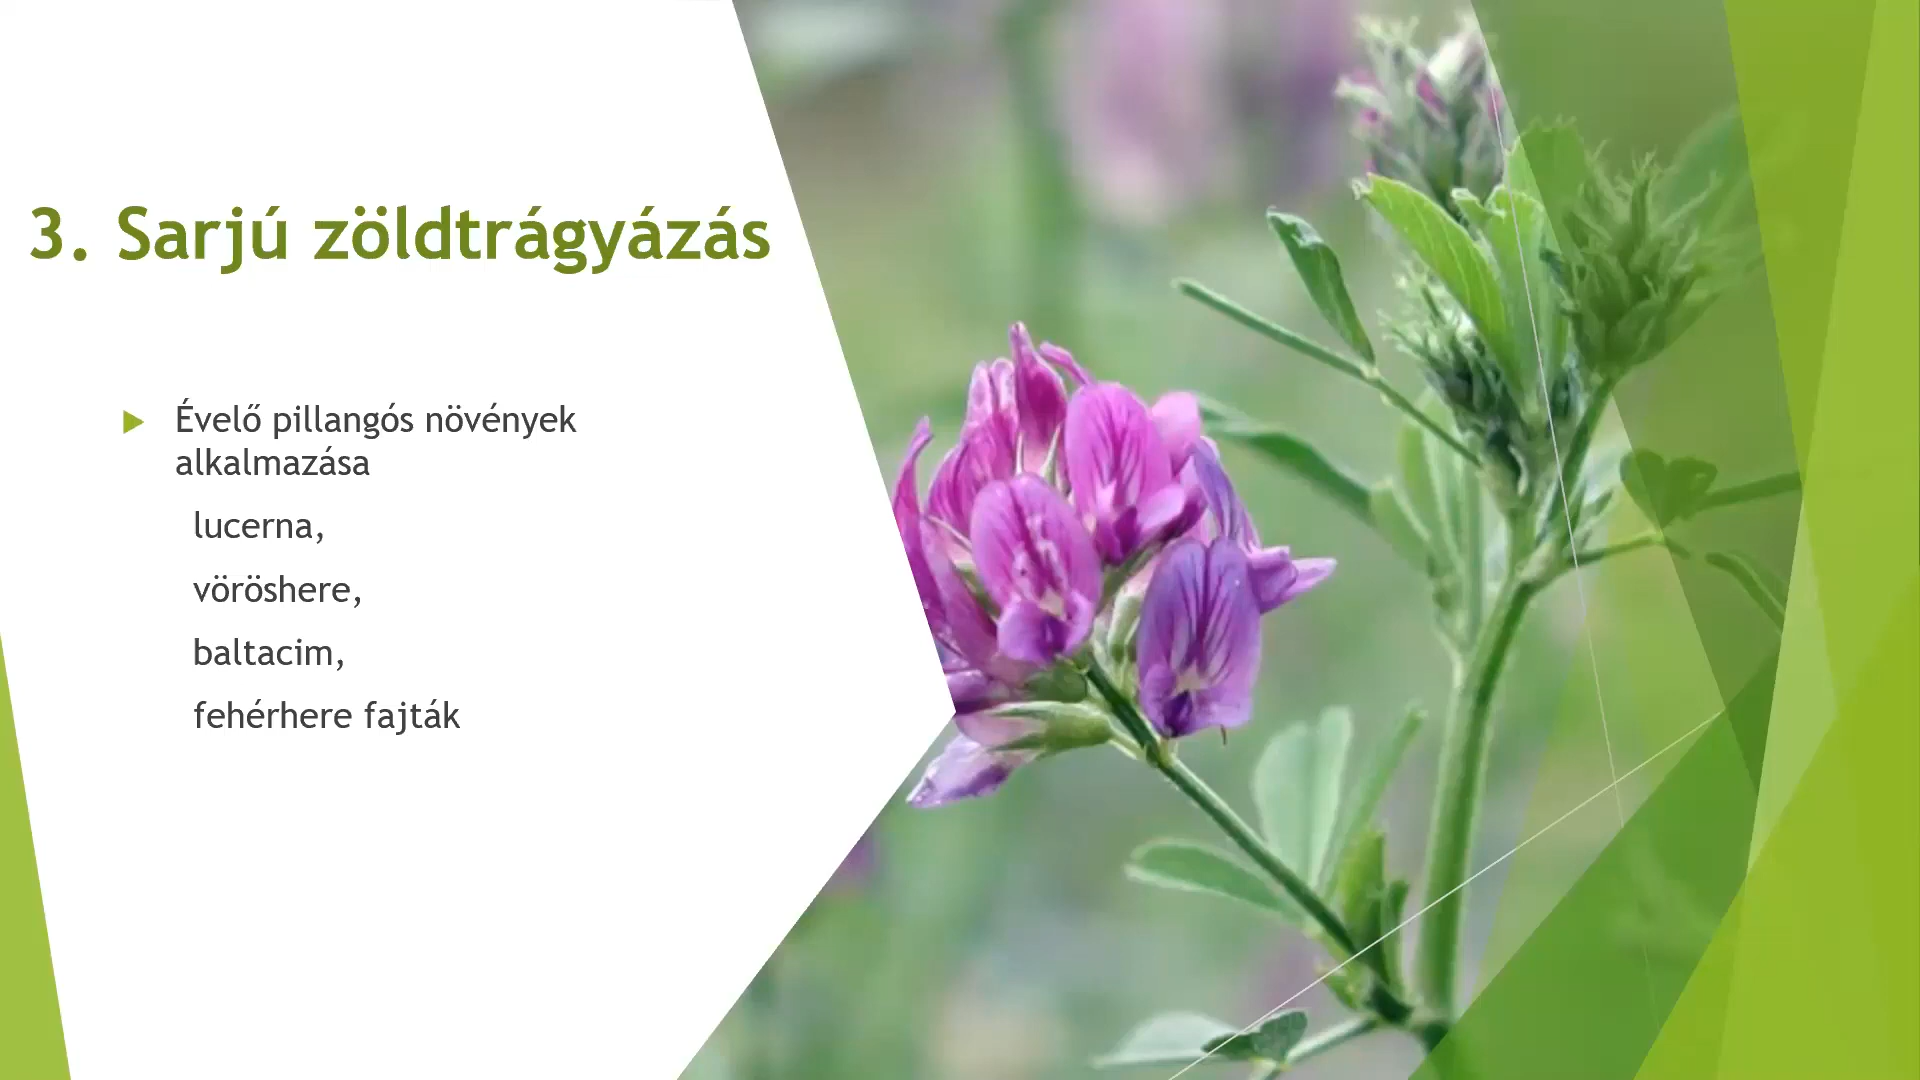 3. Sarjú zöldtrágyázás
Évelő pillangós növények
alkalmazása
lucerna,
vöröshere,
baltacim,
fehérhere fajták